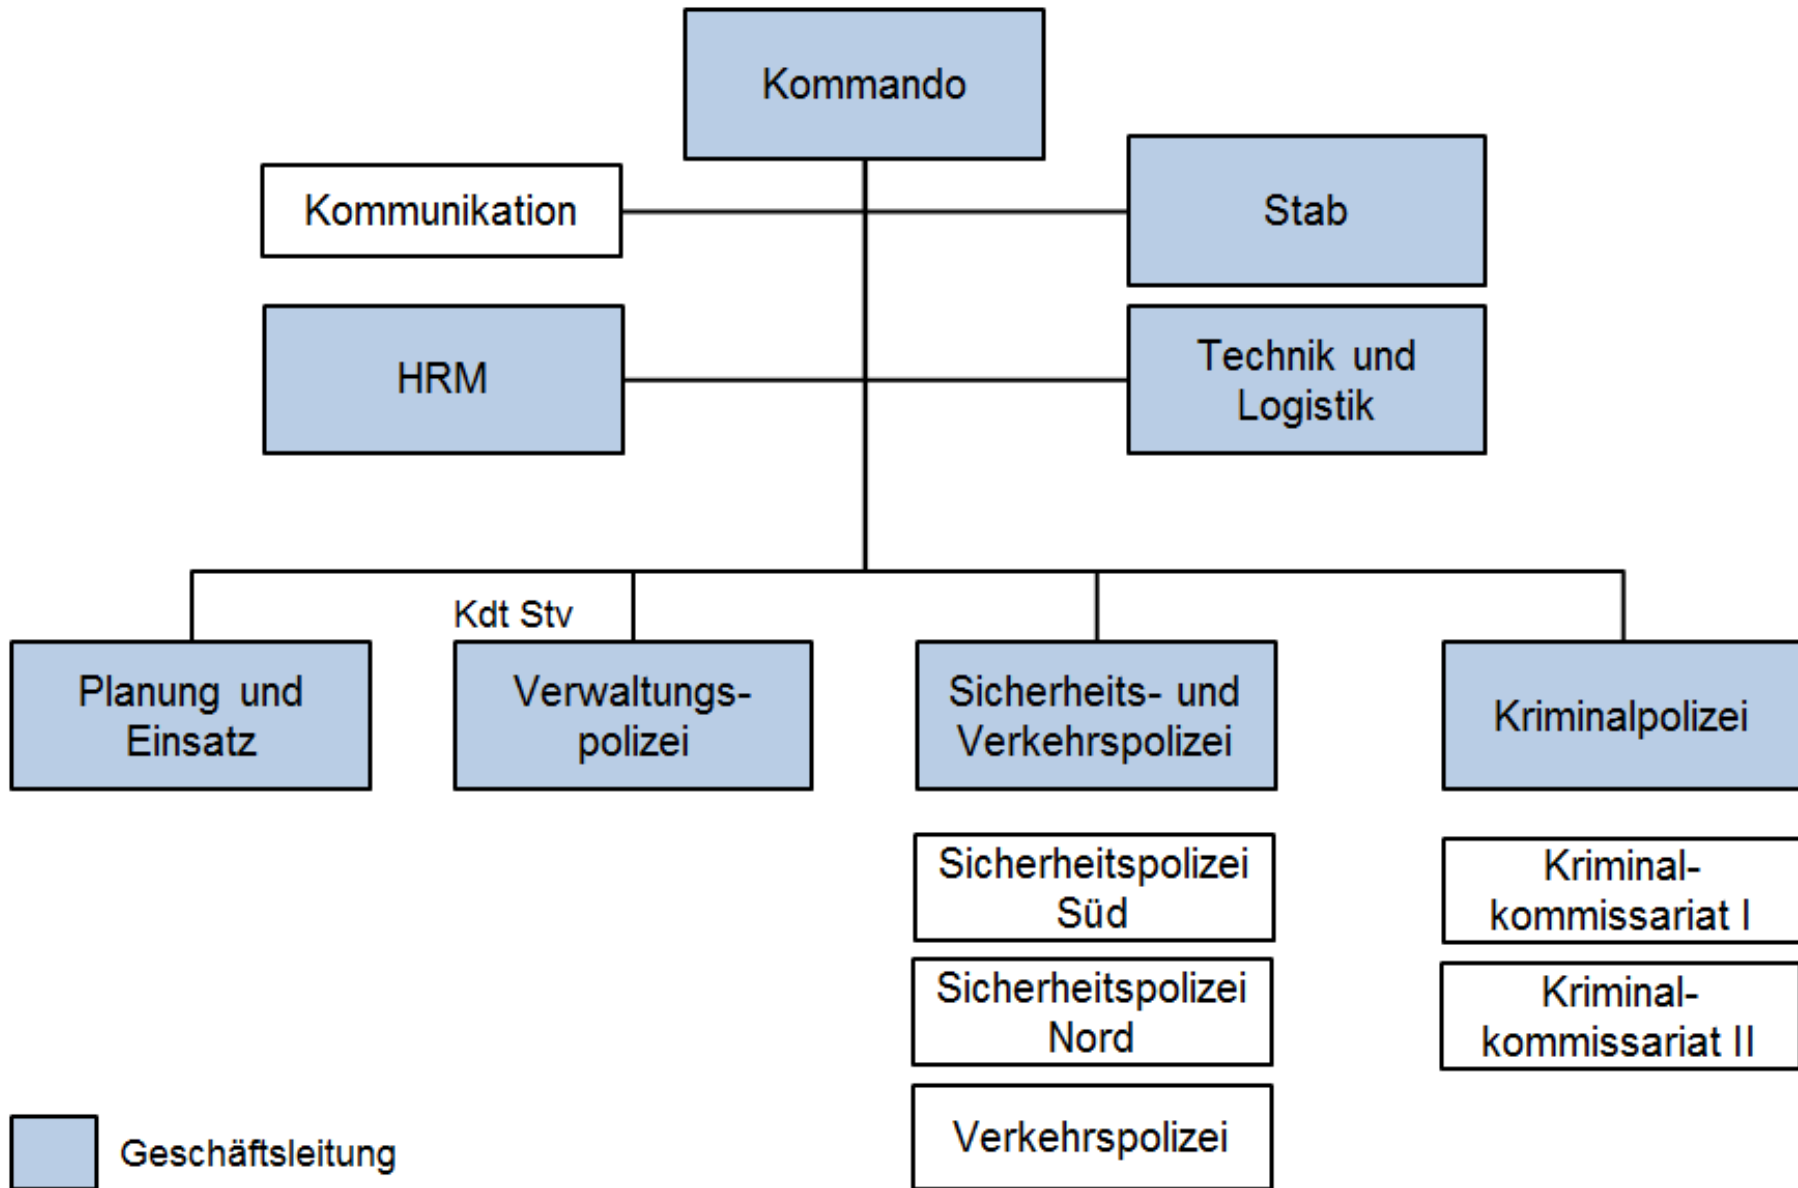 Kommando
Kommunikation
Stab
HRM
Technik und
Logistik
Kdt Stv
Planung und
Einsatz
Verwaltungs-
polizei
Sicherheits- und
Verkehrspolizei
Kriminalpolizei
Sicherheitspolizei
Süd
Sicherheitspolizei
Nord
Verkehrspolizei
Kriminal-
kommissariat I
Kriminal-
kommissariat II
Geschäftsleitung